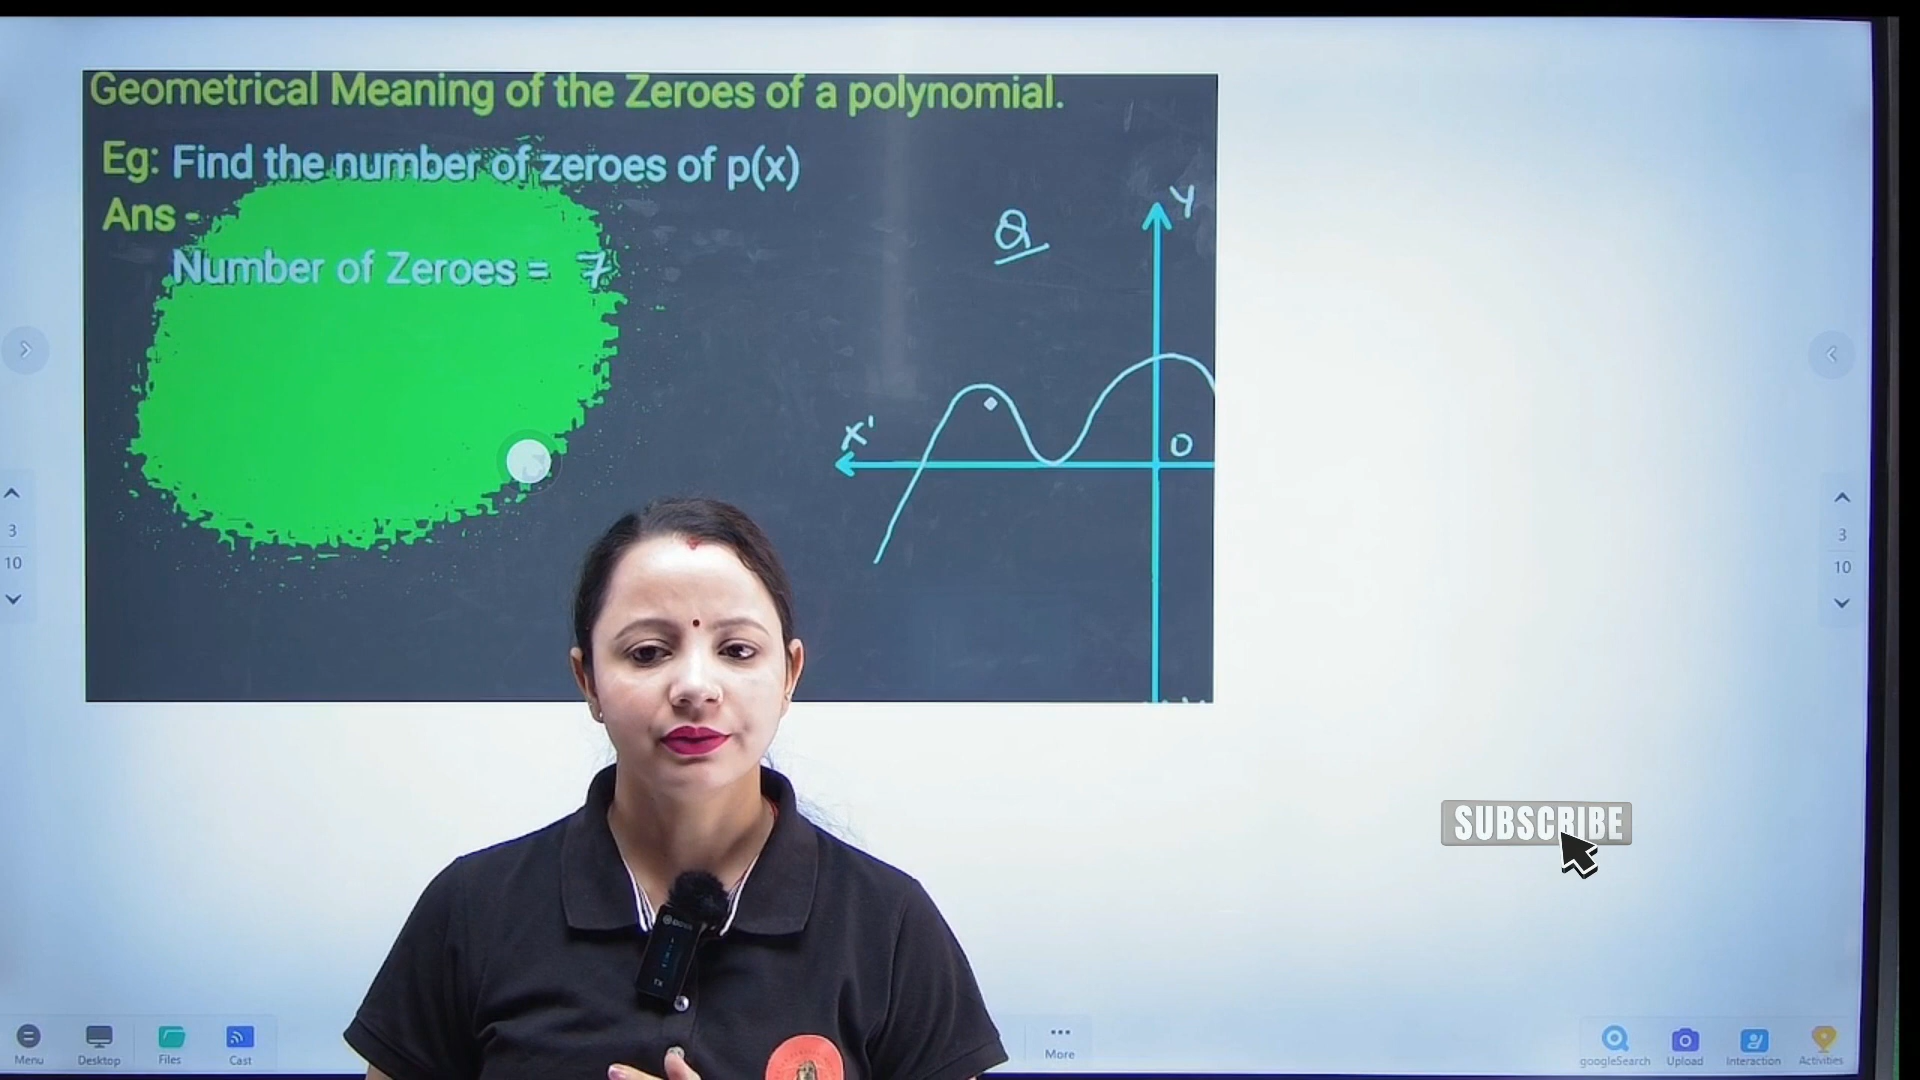 Geometrical Meaning of the Zeroes of a polynomial.
Eg: Find the number of zeroes of p(x)
Ans -
Number of Zeroes = 7
Q
Y
X'
O
3
10
3
10
SUBSCRIBE
Menu
Desktop
Files
Cast
More
googleSearch
Upload
Interaction
Activities